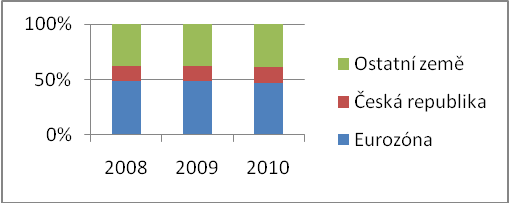 100%
50%
0%
2008 2009 2010
Ostatní země
Česká republika
Eurozóna